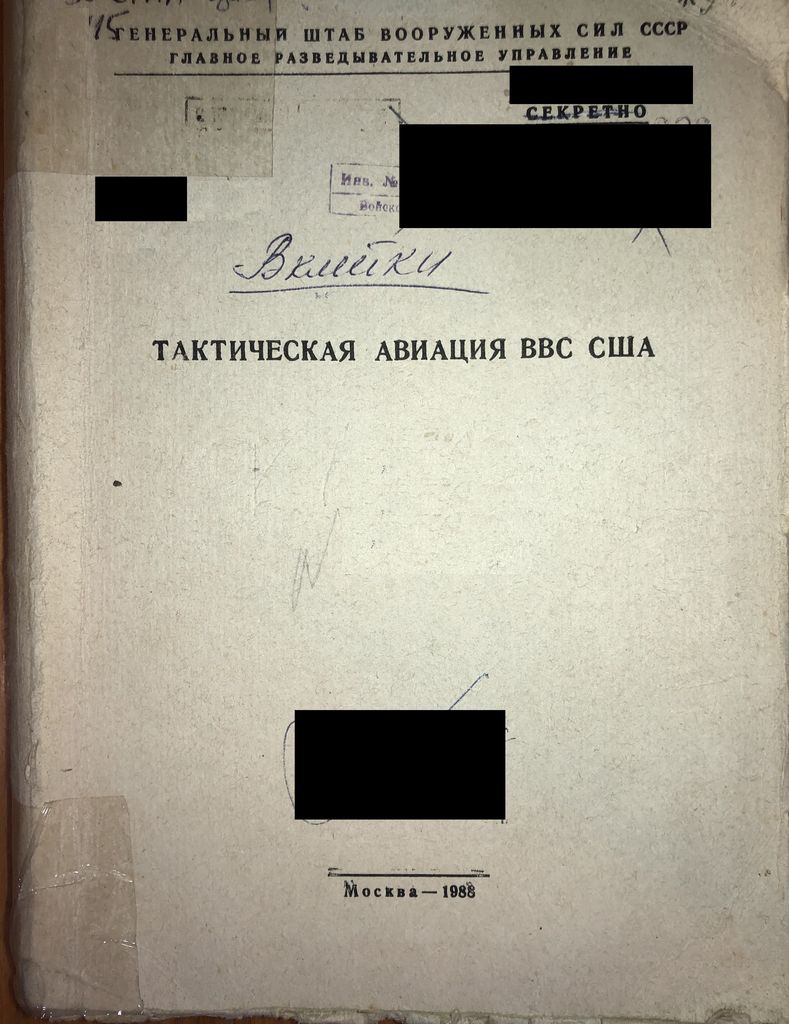 ГЕНЕРАЛЬНЫЙ ШТАБ ВООРУЖЕННЫХ СИЛ СССР
ГЛАВНОЕ РАЗВЕДЫВАТЕЛЬНОЕ УПРАВЛЕНИЕ
СЕКРЕТНО
Инв. №
Вклейки
ТАКТИЧЕСКАЯ АВИАЦИЯ ВВС США
Москва — 1988